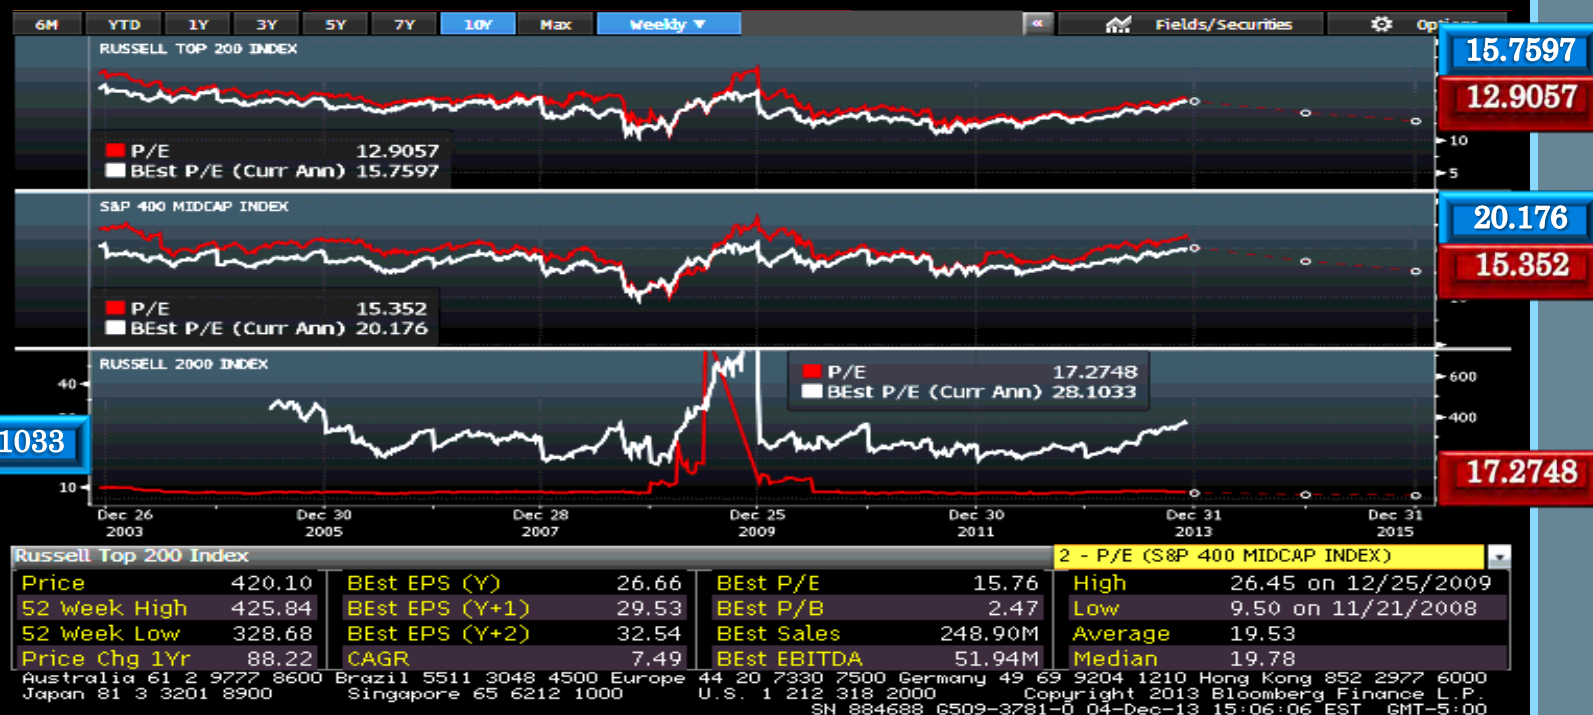 6M YTD 1Y 3Y 5Y 7Y 10Y Max Weekly ▼ « Fields/Securities
RUSSELL TOP 200 INDEX
15.7597
12.9057
P/E 12.9057
BEst P/E (Curr Ann) 15.7597
10
5
S&P 400 MIDCAP INDEX
20.176
15.352
P/E 15.352
BEst P/E (Curr Ann) 20.176
RUSSELL 2000 INDEX
P/E 17.2748
BEst P/E (Curr Ann) 28.1033
40
600
400
1033
17.2748
10
Dec 26 Dec 30 Dec 28 Dec 25 Dec 30 Dec 31 Dec 31
2003 2005 2007 2009 2011 2013 2015
Russell Top 200 Index 2 - P/E (S&P 400 MIDCAP INDEX)
Price 420.10 BEst EPS (Y) 26.66 BEst P/E 15.76 High 26.45 on 12/25/2009
52 Week High 425.84 BEst EPS (Y+1) 29.53 BEst P/B 2.47 Low 9.50 on 11/21/2008
52 Week Low 328.68 BEst EPS (Y+2) 32.54 BEst Sales 248.90M Average 19.53
Price Chg 1Yr 88.22 CAGR 7.49 BEst EBITDA 51.94M Median 19.78
Australia 61 2 9777 8600 Brazil 5511 3048 4500 Europe 44 20 7330 7500 Germany 49 69 9204 1210 Hong Kong 852 2977 6000
Japan 81 3 3201 8900 Singapore 65 6212 1000 U.S. 1 212 318 2000 Copyright 2013 Bloomberg Finance L.P.
SN 884688 G509-3781-0 04-Dec-13 15:06:06 EST GMT-5:00